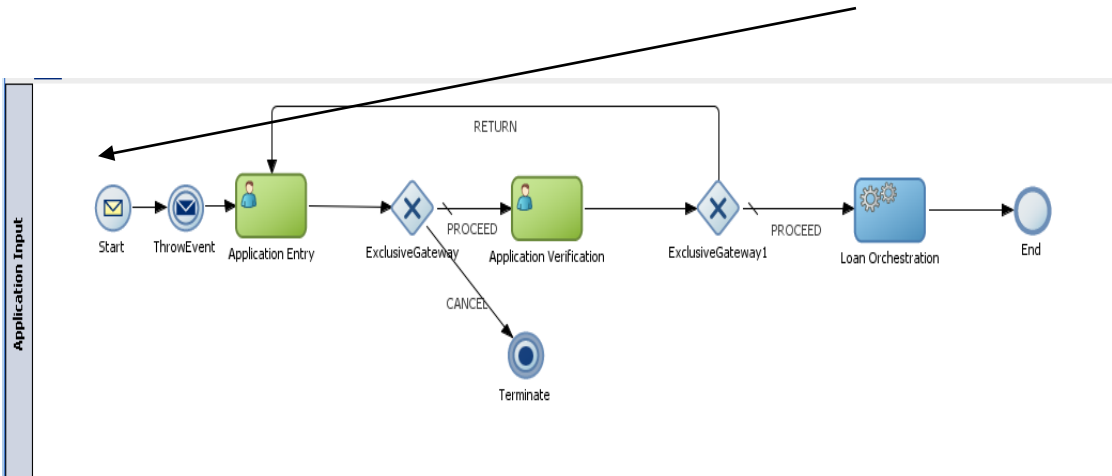 RETURN
Application Input
Start
ThrowEvent
Application Entry
ExclusiveGateway
PROCEED
Application Verification
ExclusiveGateway1
PROCEED
Loan Orchestration
End
CANCEL
Terminate